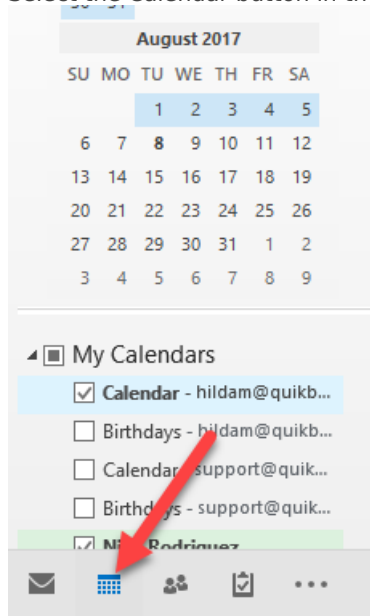 August 2017
SU MO TU WE TH FR SA
1 2 3 4 5
6 7 8 9 10 11 12
13 14 15 16 17 18 19
20 21 22 23 24 25 26
27 28 29 30 31 1 2
3 4 5 6 7 8 9
My Calendars
Calendar - hildam@quikb...
Birthdays - hildam@quikb...
Calendar - support@quik...
Birthdays - support@quik...
Rodriguez